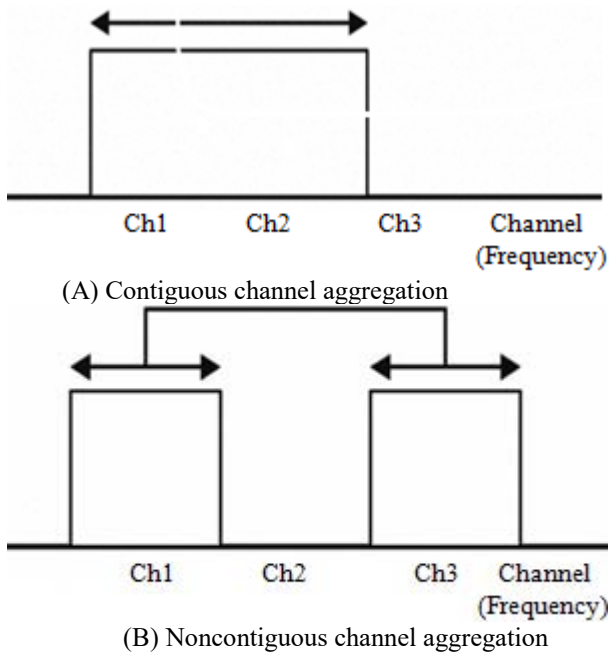 Ch1 Ch2 Ch3 Channel
(Frequency)
(A) Contiguous channel aggregation
Ch1 Ch2 Ch3 Channel
(Frequency)
(B) Noncontiguous channel aggregation